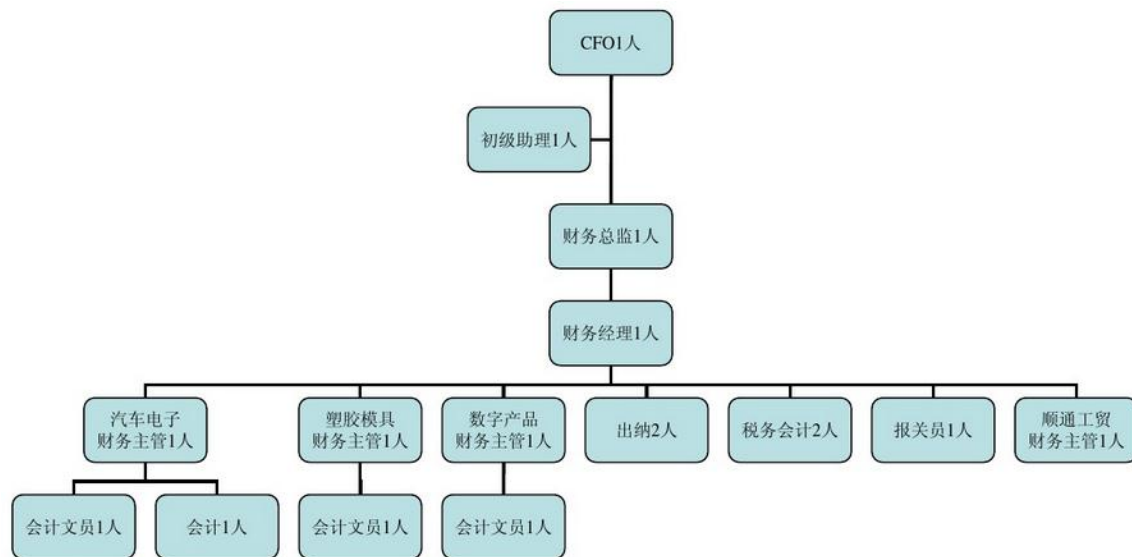 CFO1人
初级助理1人
财务总监1人
财务经理1人
汽车电子
财务主管1人
塑胶模具
财务主管1人
数字产品
财务主管1人
出纳2人
税务会计2人
报关员1人
顺通工贸
财务主管1人
会计文员1人
会计1人
会计文员1人
会计文员1人